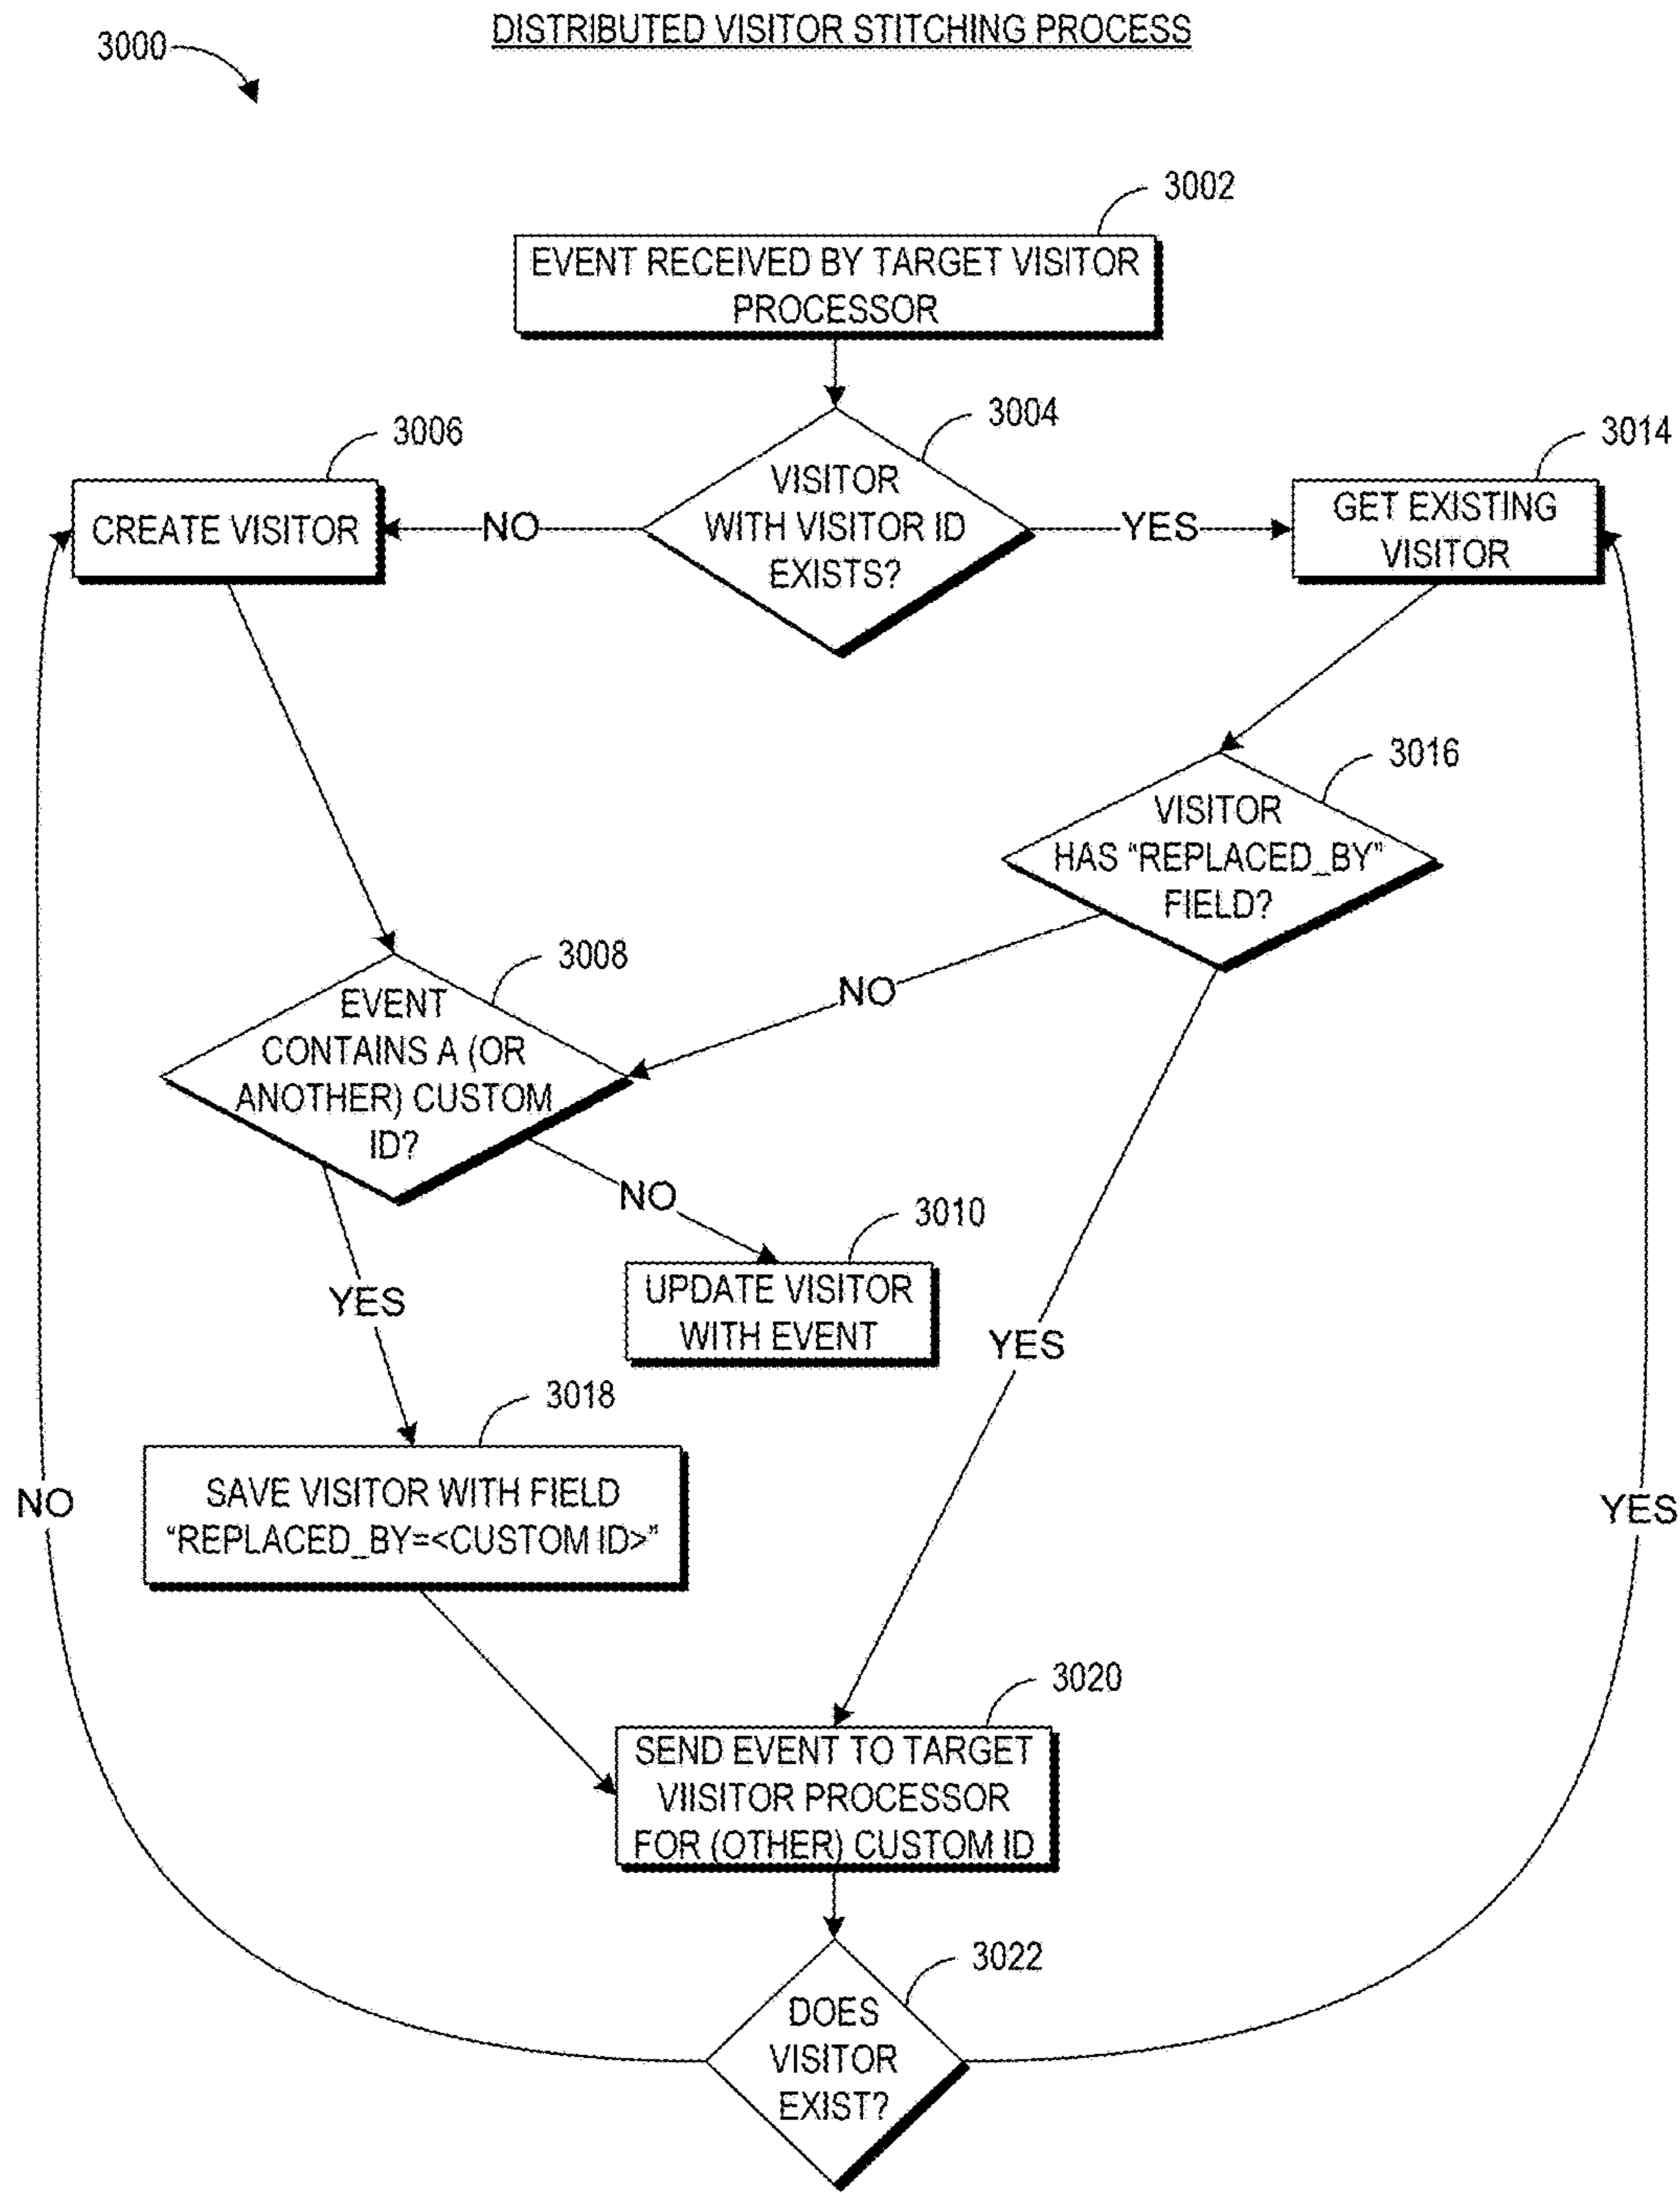 DISTRIBUTED VISITOR STITCHING PROCESS
3000
3002
EVENT RECEIVED BY TARGET VISITOR
PROCESSOR
3004
VISITOR
WITH VISITOR ID
EXISTS?
NO
YES
3006
CREATE VISITOR
3014
GET EXISTING
VISITOR
3016
VISITOR
HAS “REPLACED_BY”
FIELD?
NO
YES
3008
EVENT
CONTAINS A (OR
ANOTHER) CUSTOM
ID?
NO
YES
3010
UPDATE VISITOR
WITH EVENT
3018
SAVE VISITOR WITH FIELD
“REPLACED_BY=<CUSTOM ID>”
3020
SEND EVENT TO TARGET
VIISITOR PROCESSOR
FOR (OTHER) CUSTOM ID
3022
DOES
VISITOR
EXIST?
NO
YES